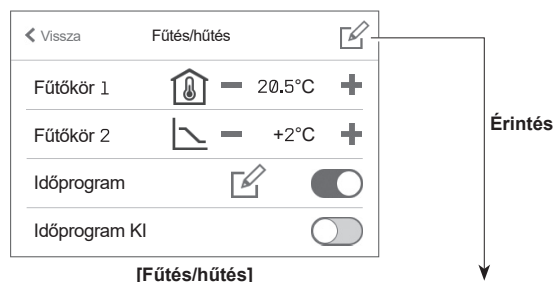 Vissza Fűtés/hűtés
Fűtőkör 1 20.5°C
Fűtőkör 2 +2°C
Érintés
Időprogram
Időprogram KI
[Fűtés/hűtés]